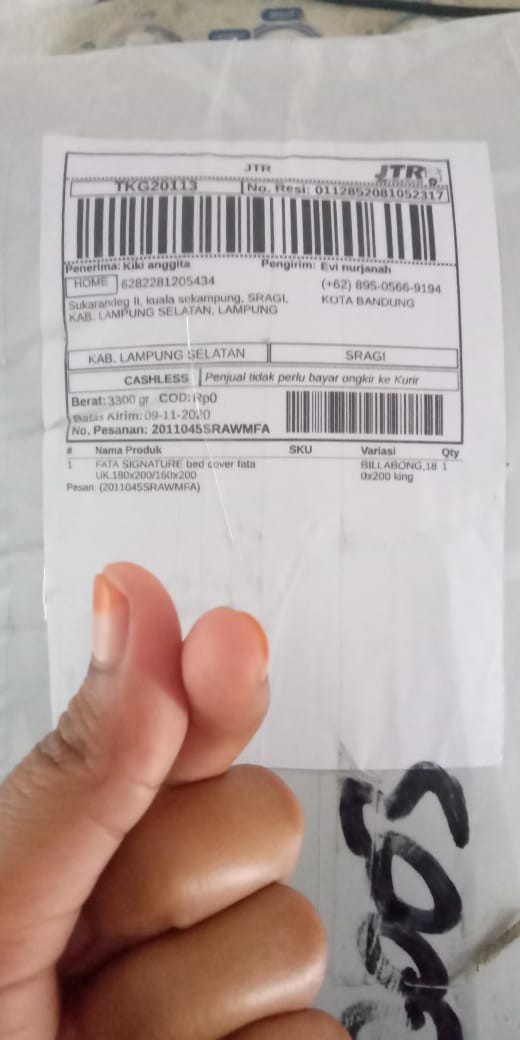 JTR
JTR
TKG20113
No. Resi: 0112852081052317
Penerima: Kiki anggita
Pengirim: Evi nurjanah
HOME 6282281205434
(+62) 895-0566-9194
Sukarandeg II, kuala sekampung, SRAGI,
KOTA BANDUNG
KAB. LAMPUNG SELATAN, LAMPUNG
KAB. LAMPUNG SELATAN
SRAGI
CASHLESS Penjual tidak perlu bayar ongkir ke Kurir
Berat: 3300 gr COD: Rp0
Batas Kirim: 09-11-2020
No. Pesanan: 2011045SRAWMFA
# Nama Produk SKU Variasi Qty
1 FATA SIGNATURE bed cover fata BILLABONG,18 1
UK.180x200/160x200 0x200 king
Pesan: (2011045SRAWMFA)